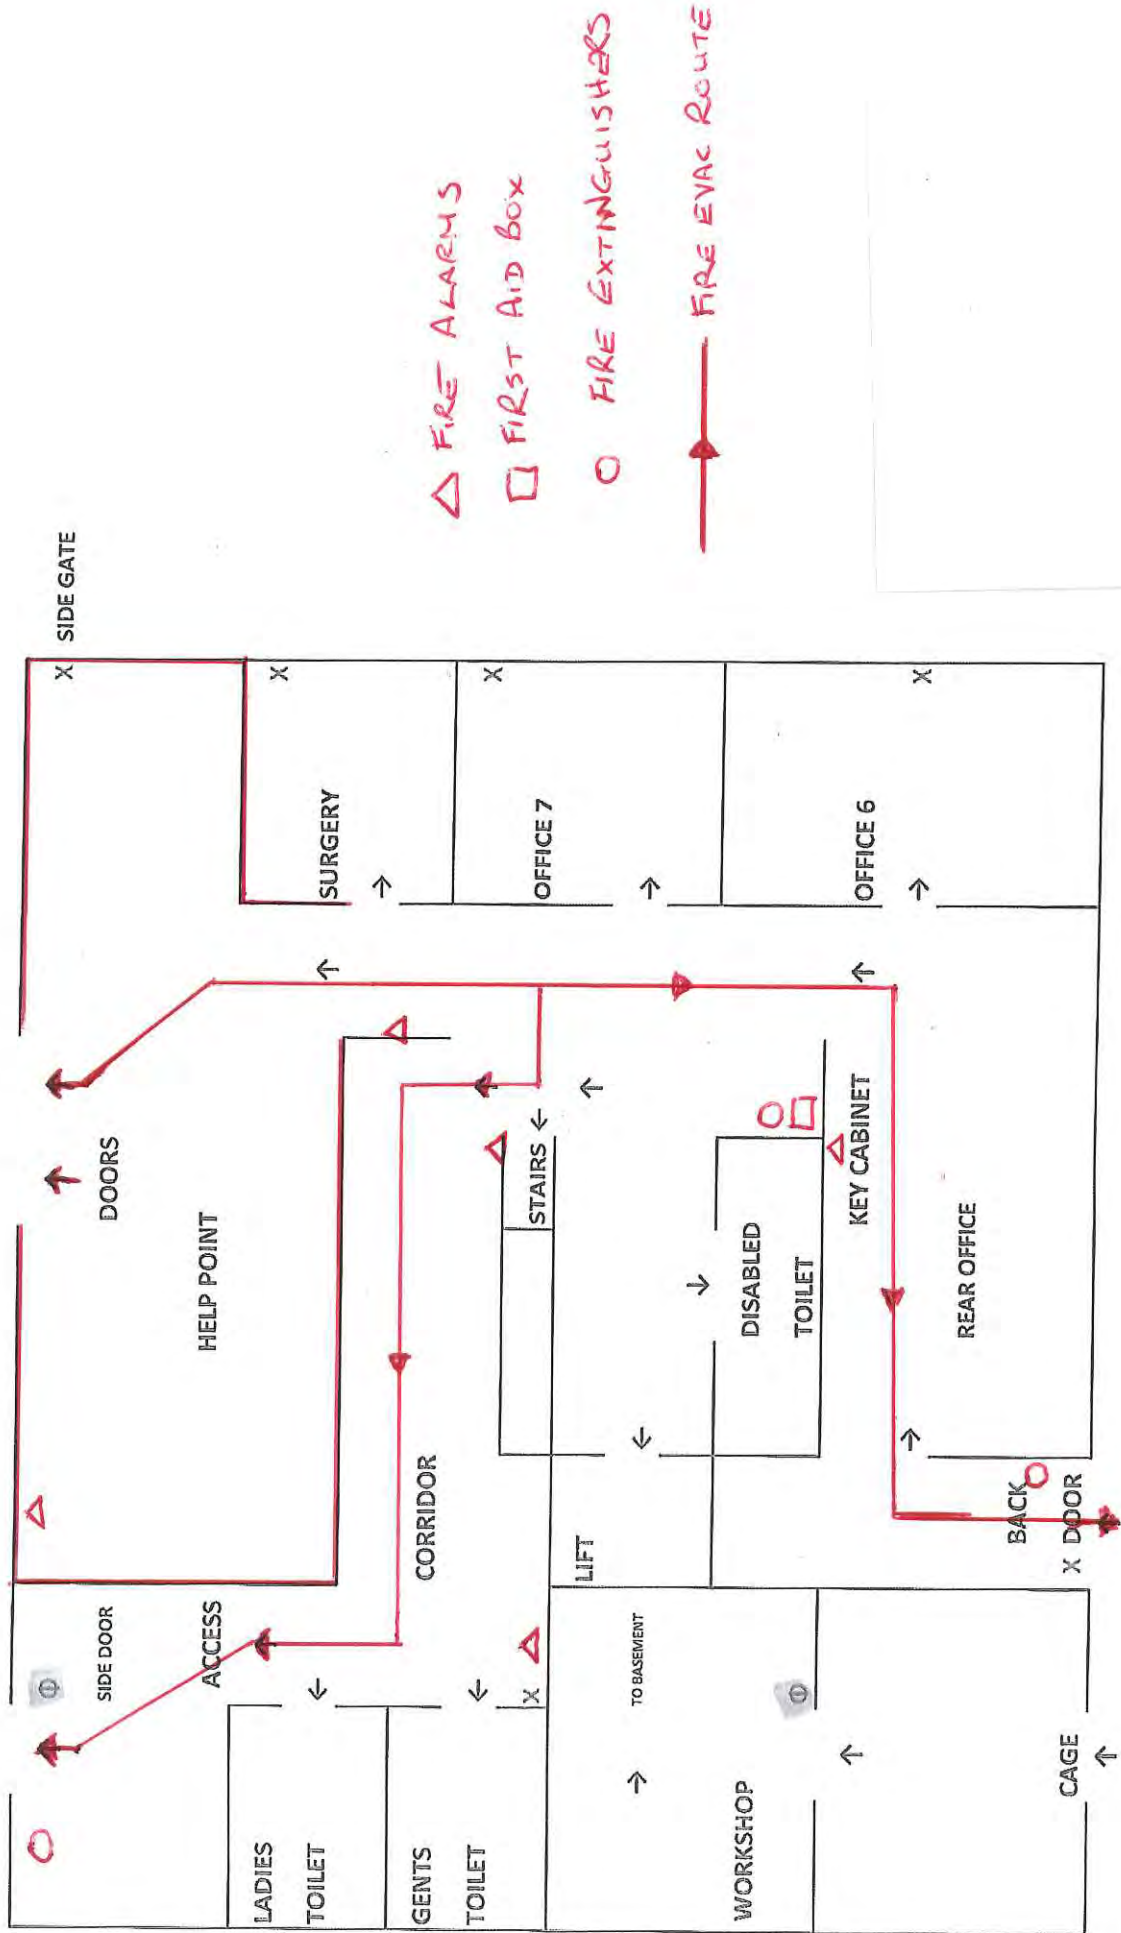 SIDE DOOR
ACCESS
LADIES
TOILET
GENTS
TOILET
X
DOORS
HELP POINT
CORRIDOR
SIDE GATE
X
SURGERY
X
STAIRS
LIFT
OFFICE 7
X
TO BASEMENT
WORKSHOP
DISABLED
TOILET
KEY CABINET
OFFICE 6
X
REAR OFFICE
BACK
X DOOR
CAGE
FIRE ALARMS
FIRST AID BOX
FIRE EXTINGUISHERS
FIRE EVAC ROUTE